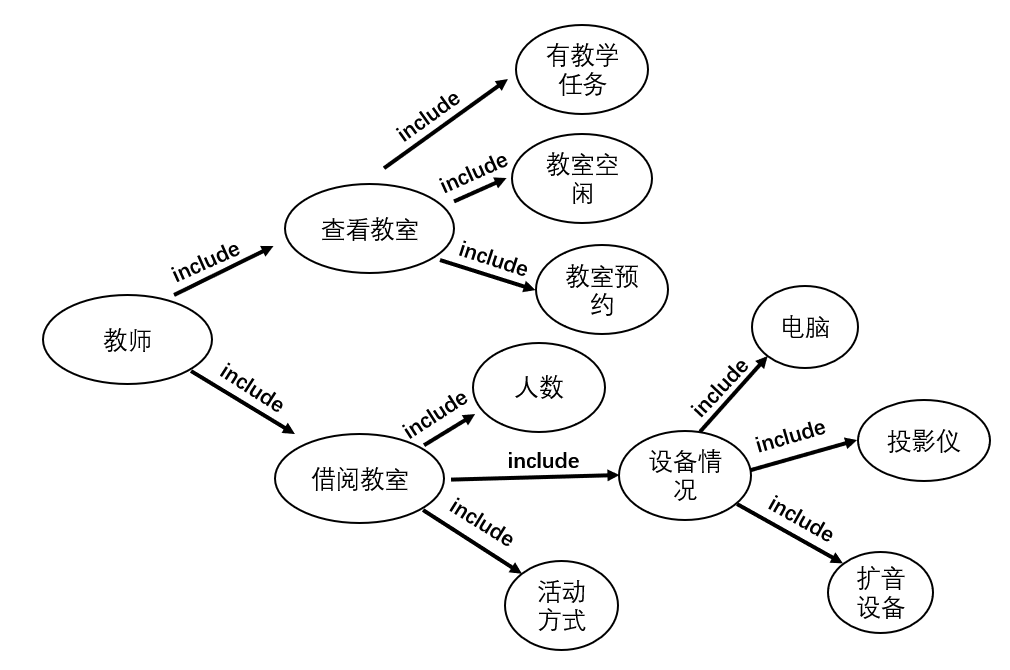 有教学
任务
include
教室空
闲
include
查看教室
include
include
教室预
约
教师
include
电脑
include
人数
include
include
投影仪
include
借阅教室
include
设备情
况
include
include
扩音
设备
活动
方式